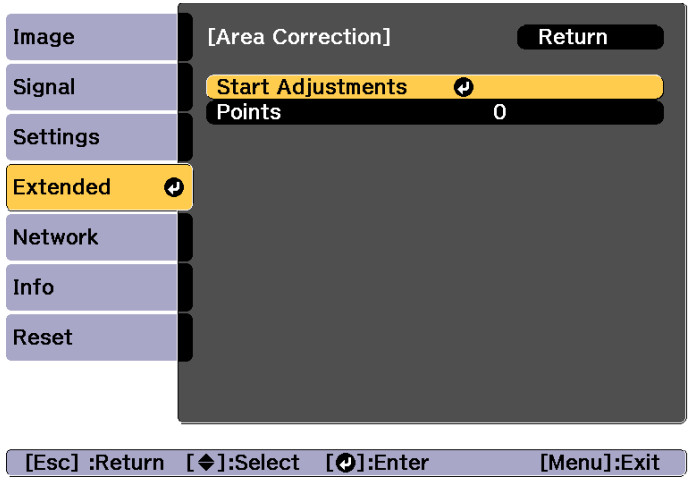 Image
Signal
Settings
Extended
Network
Info
Reset
[Area Correction]
Return
Start Adjustments
Points 0
[Esc] :Return [◆]:Select [↵]:Enter [Menu]:Exit